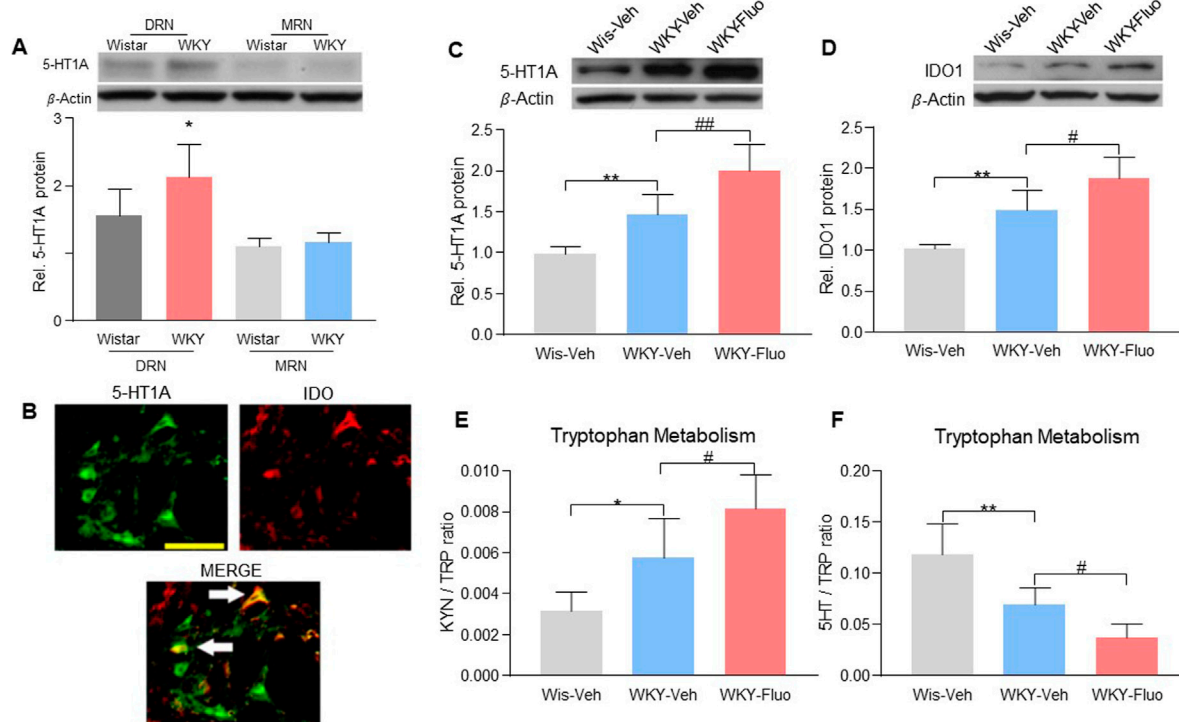 A
DRN MRN
Wistar WKY Wistar WKY
5-HT1A
β-Actin
Rel. 5-HT1A protein
3
2
1
0
*
Wistar WKY Wistar WKY
DRN MRN
B
5-HT1A IDO
MERGE
C
Wis-Veh WKY-Veh WKY-Fluo
5-HT1A
β-Actin
Rel. 5-HT1A protein
2.5
2.0
1.5
1.0
0.5
0.0
**
##
Wis-Veh WKY-Veh WKY-Fluo
D
Wis-Veh WKY-Veh WKY-Fluo
IDO1
β-Actin
Rel. IDO1 protein
2.5
2.0
1.5
1.0
0.5
0.0
**
#
Wis-Veh WKY-Veh WKY-Fluo
E
Tryptophan Metabolism
KYN / TRP ratio
0.010
0.008
0.006
0.004
0.002
0.000
*
#
Wis-Veh WKY-Veh WKY-Fluo
F
Tryptophan Metabolism
5HT / TRP ratio
0.20
0.15
0.10
0.05
0.00
**
#
Wis-Veh WKY-Veh WKY-Fluo